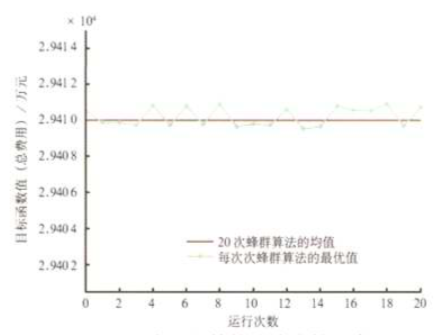 × 10⁴
2.941 4
2.941 2
2.941 0
2.940 8
2.940 6
2.940 4
2.940 2
目标函数值（总费用）/万元
20次蜂群算法的均值
每次次蜂群算法的最优值
0 2 4 6 8 10 12 14 16 18 20
运行次数